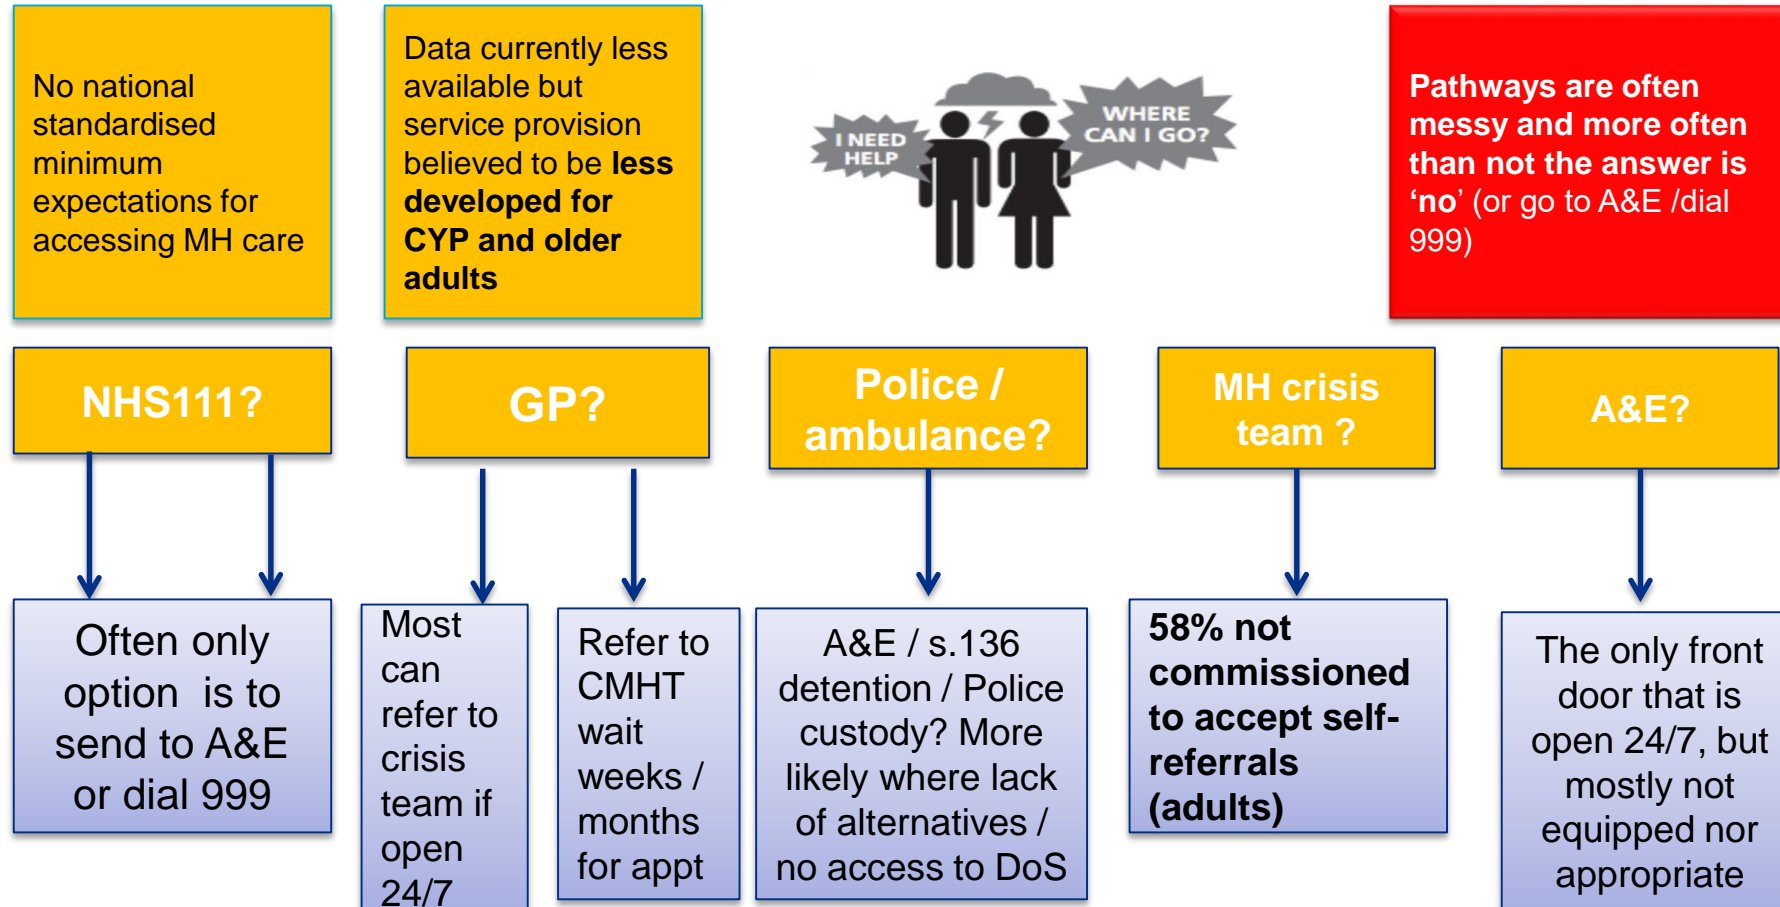 No national
standardised
minimum
expectations for
accessing MH care
Data currently less
available but
service provision
believed to be less
developed for
CYP and older
adults
I NEED
HELP
WHERE
CAN I GO?
Pathways are often
messy and more often
than not the answer is
‘no’ (or go to A&E /dial
999)
NHS111?
GP?
Police /
ambulance?
MH crisis
team ?
A&E?
Often only
option is to
send to A&E
or dial 999
Most
can
refer to
crisis
team if
open
24/7
Refer to
CMHT
wait
weeks /
months
for appt
A&E / s.136
detention / Police
custody? More
likely where lack
of alternatives /
no access to DoS
58% not
commissioned
to accept self-
referrals
(adults)
The only front
door that is
open 24/7, but
mostly not
equipped nor
appropriate